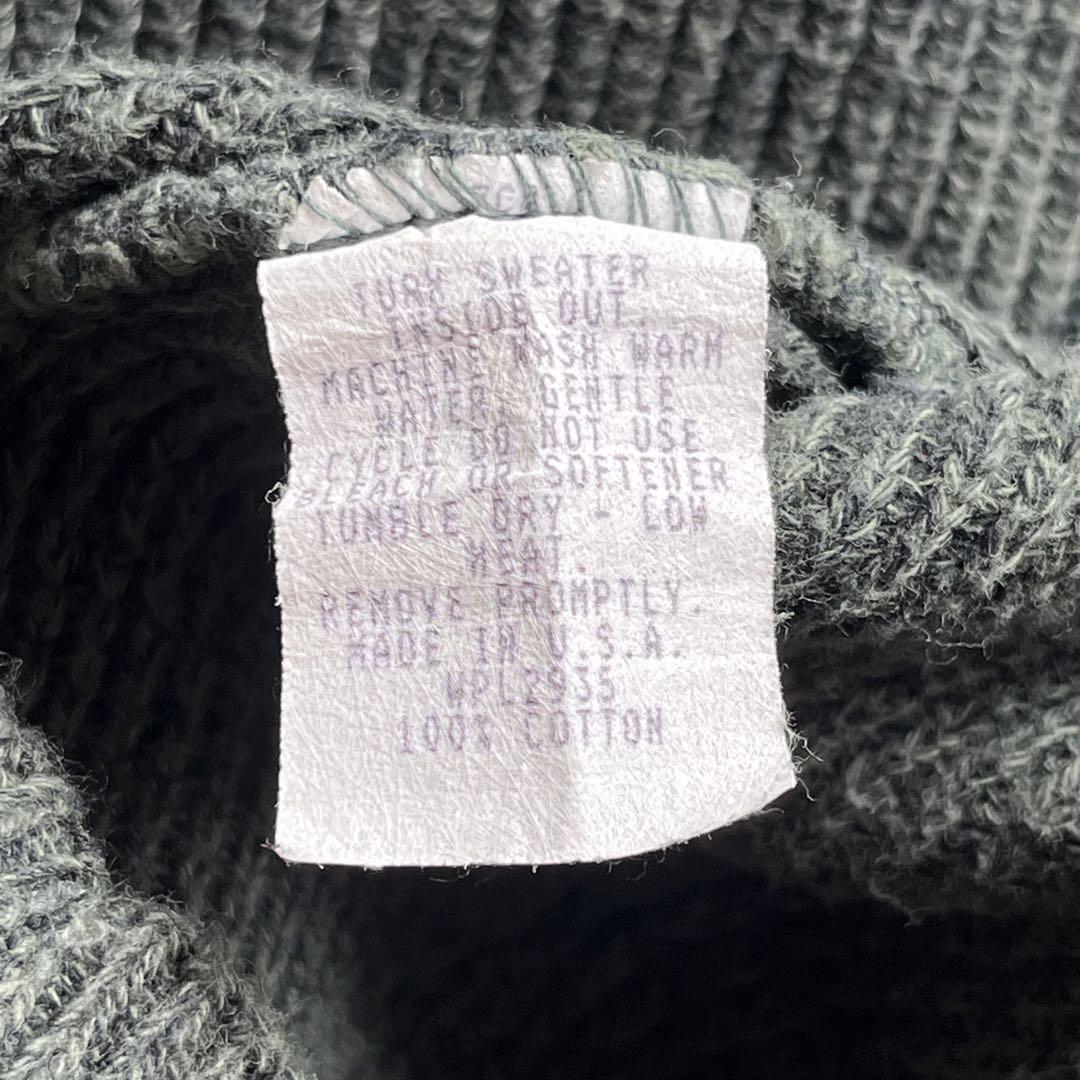 TURN SWEATER
INSIDE OUT
MACHINE WASH WARM
WATER, GENTLE
CYCLE DO NOT USE
BLEACH OR SOFTENER
TUMBLE DRY - LOW
HEAT.
REMOVE PROMPTLY.
MADE IN U.S.A.
WPL2935
100% COTTON